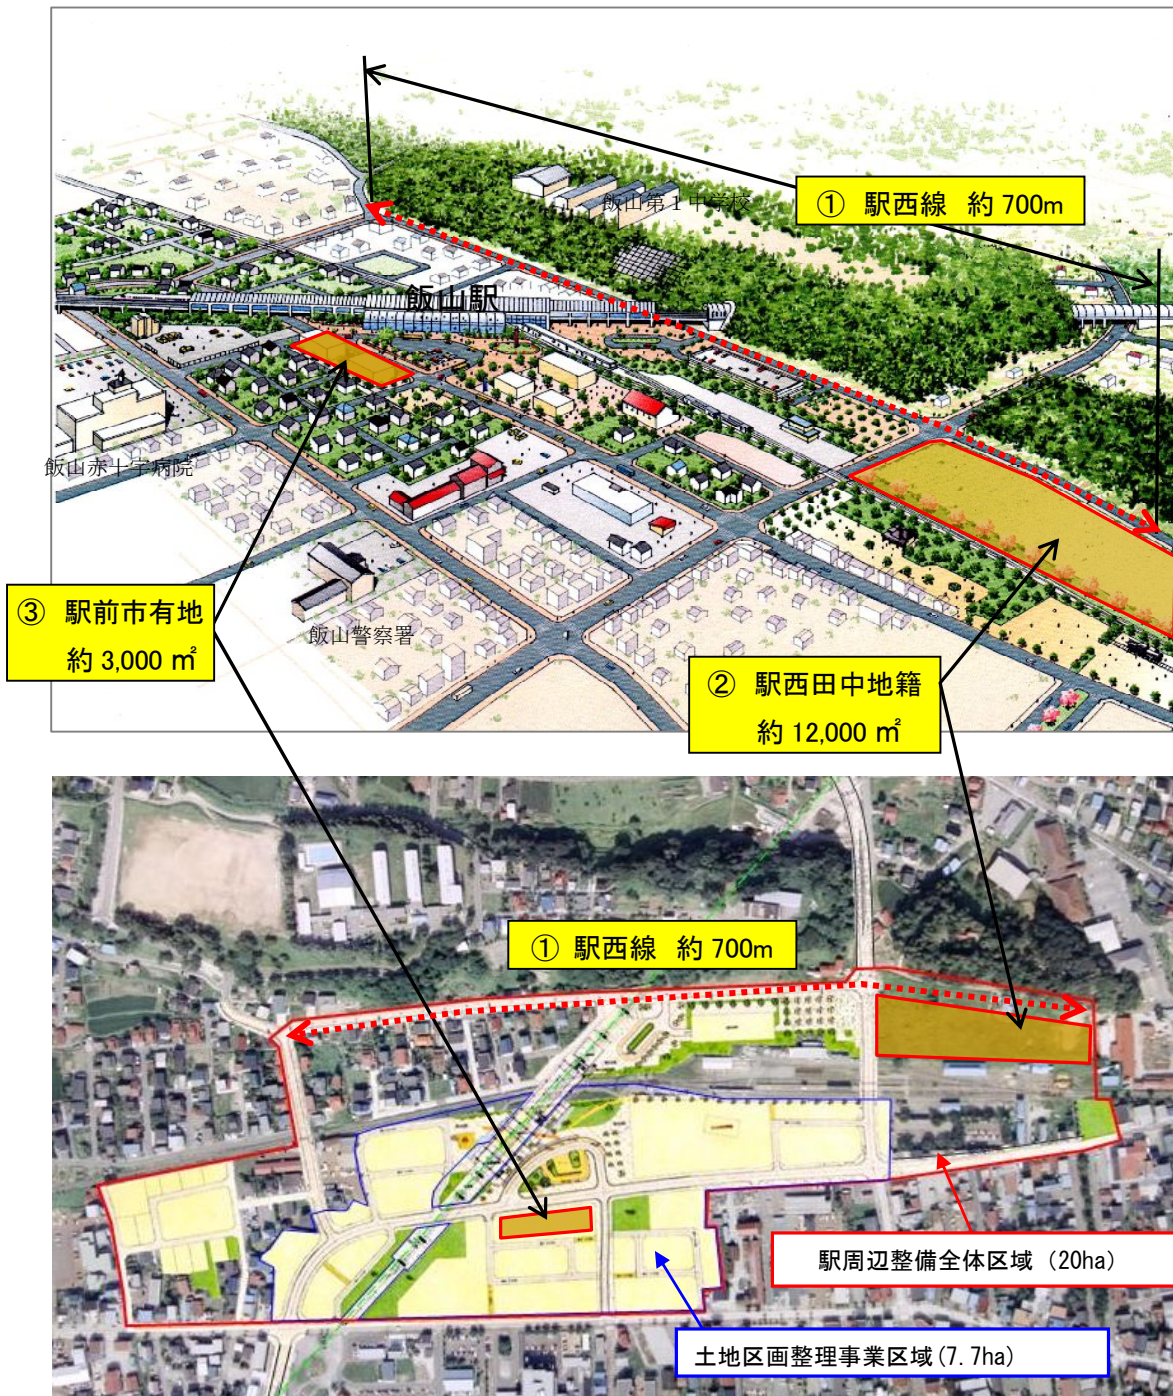 ① 駅西線 約 700m
飯山第１中学校
飯山駅
飯山赤十字病院
③ 駅前市有地
約 3,000 ㎡
飯山警察署
② 駅西田中地籍
約 12,000 ㎡
① 駅西線 約 700m
駅周辺整備全体区域（20ha）
土地区画整理事業区域(7.7ha)